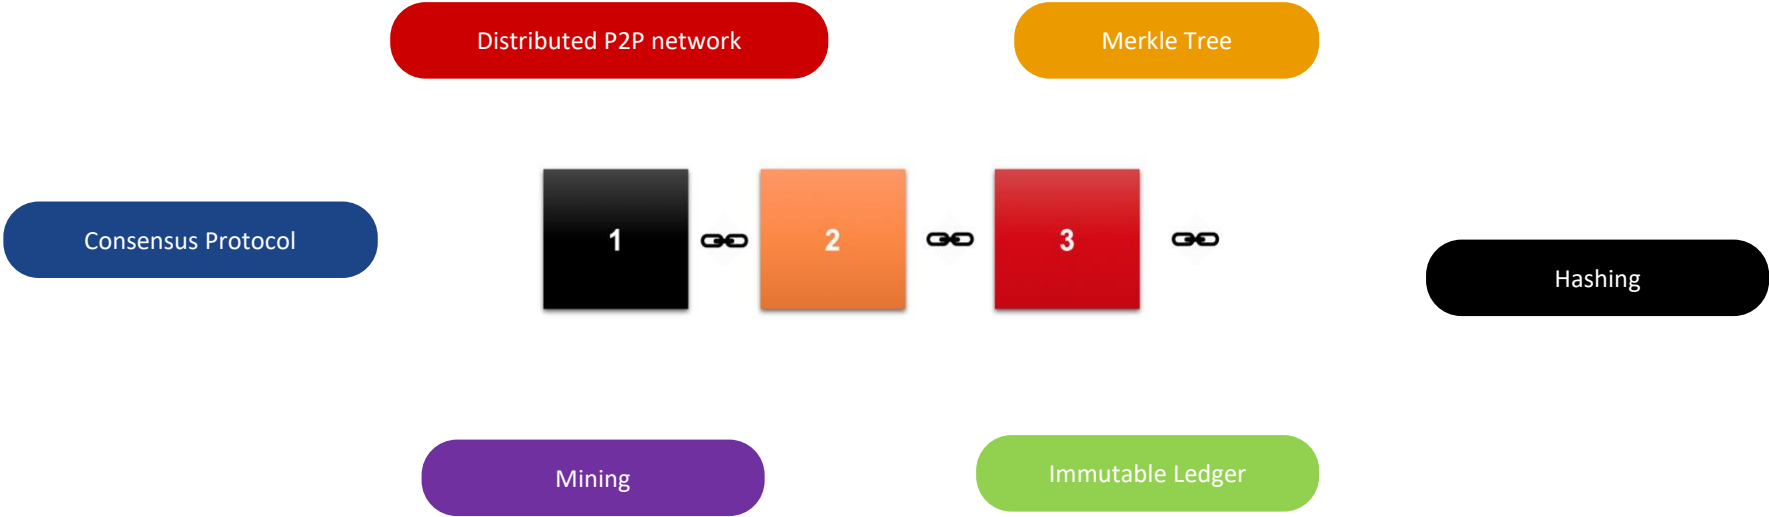 Distributed P2P network
Merkle Tree
Consensus Protocol
1
2
3
Hashing
Mining
Immutable Ledger